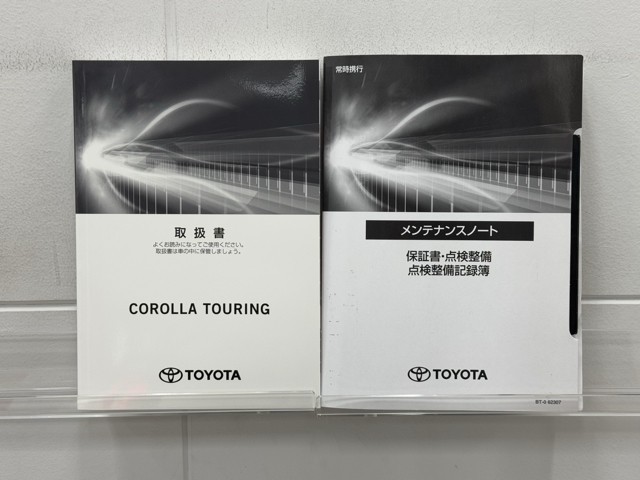 取扱書
よくお読みになってご使用ください。
取扱書は車の中に保管しましょう。
COROLLA TOURING
TOYOTA
常時携行
メンテナンスノート
保証書・点検整備
点検整備記録簿
TOYOTA